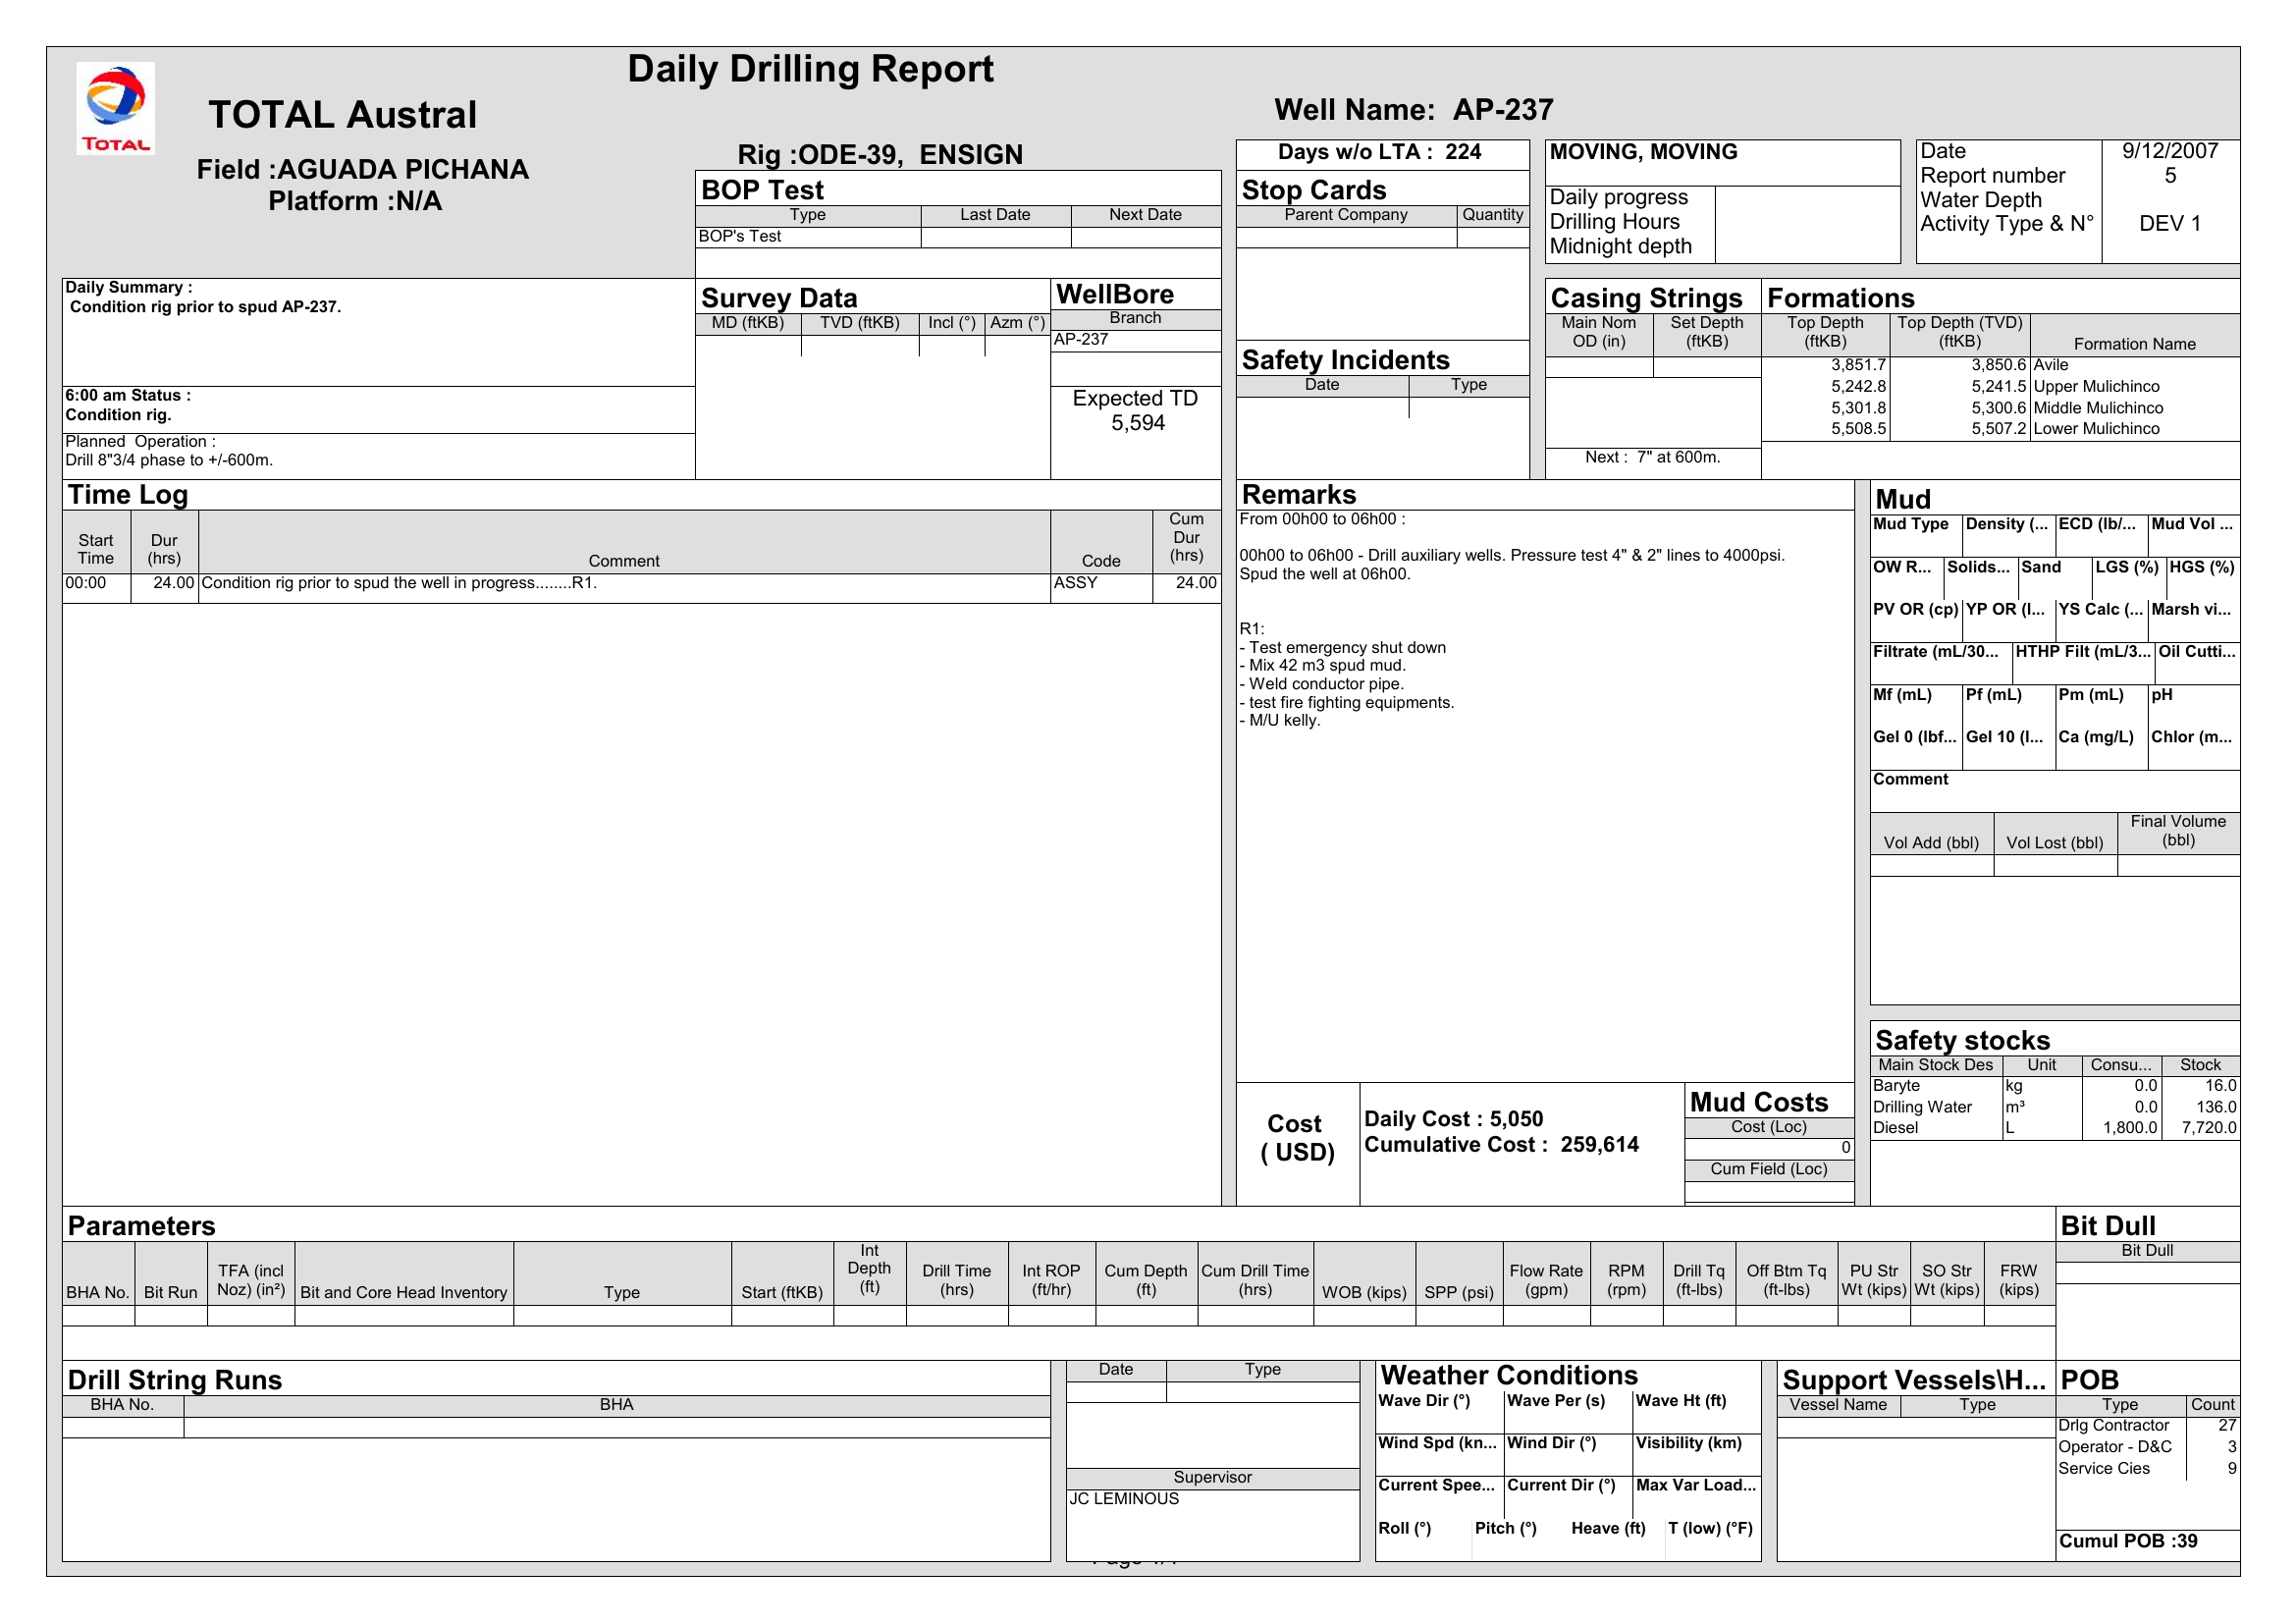 Daily Drilling Report
TOTAL
TOTAL Austral
Well Name: AP-237
Field :AGUADA PICHANA
Platform :N/A
Rig :ODE-39, ENSIGN
BOP Test
Type Last Date Next Date
BOP's Test
Days w/o LTA : 224
Stop Cards
Parent Company Quantity
MOVING, MOVING
Daily progress
Drilling Hours
Midnight depth
Date 9/12/2007
Report number 5
Water Depth
Activity Type & N° DEV 1
Daily Summary :
Condition rig prior to spud AP-237.
6:00 am Status :
Condition rig.
Planned Operation :
Drill 8"3/4 phase to +/-600m.
Survey Data
MD (ftKB) TVD (ftKB) Incl (°) Azm (°)
WellBore
Branch
AP-237
Expected TD
5,594
Safety Incidents
Date Type
Casing Strings
Main Nom OD (in) Set Depth (ftKB)
Next : 7" at 600m.
Formations
Top Depth (ftKB) Top Depth (TVD) (ftKB) Formation Name
3,851.7 3,850.6 Avile
5,242.8 5,241.5 Upper Mulichinco
5,301.8 5,300.6 Middle Mulichinco
5,508.5 5,507.2 Lower Mulichinco
Time Log
Start Time Dur (hrs) Comment Code Cum Dur (hrs)
00:00 24.00 Condition rig prior to spud the well in progress........R1. ASSY 24.00
Remarks
From 00h00 to 06h00 :
00h00 to 06h00 - Drill auxiliary wells. Pressure test 4" & 2" lines to 4000psi.
Spud the well at 06h00.
R1:
- Test emergency shut down
- Mix 42 m3 spud mud.
- Weld conductor pipe.
- test fire fighting equipments.
- M/U kelly.
Cost
( USD)
Daily Cost : 5,050
Cumulative Cost : 259,614
Mud Costs
Cost (Loc)
0
Cum Field (Loc)
Mud
Mud Type Density (... ECD (lb/... Mud Vol ...
OW R... Solids... Sand LGS (%) HGS (%)
PV OR (cp) YP OR (l... YS Calc (... Marsh vi...
Filtrate (mL/30... HTHP Filt (mL/3... Oil Cutti...
Mf (mL) Pf (mL) Pm (mL) pH
Gel 0 (lbf... Gel 10 (l... Ca (mg/L) Chlor (m...
Comment
Vol Add (bbl) Vol Lost (bbl) Final Volume (bbl)
Safety stocks
Main Stock Des Unit Consu... Stock
Baryte kg 0.0 16.0
Drilling Water m³ 0.0 136.0
Diesel L 1,800.0 7,720.0
Parameters
BHA No. Bit Run TFA (incl Noz) (in²) Bit and Core Head Inventory Type Start (ftKB) Int Depth (ft) Drill Time (hrs) Int ROP (ft/hr) Cum Depth (ft) Cum Drill Time (hrs) WOB (kips) SPP (psi) Flow Rate (gpm) RPM (rpm) Drill Tq (ft-lbs) Off Btm Tq (ft-lbs) PU Str Wt (kips) SO Str Wt (kips) FRW (kips)
Bit Dull
Bit Dull
Drill String Runs
BHA No. BHA
Date Type
Supervisor
JC LEMINOUS
Weather Conditions
Wave Dir (°) Wave Per (s) Wave Ht (ft)
Wind Spd (kn... Wind Dir (°) Visibility (km)
Current Spee... Current Dir (°) Max Var Load...
Roll (°) Pitch (°) Heave (ft) T (low) (°F)
Support Vessels\H...
Vessel Name Type
POB
Type Count
Drlg Contractor 27
Operator - D&C 3
Service Cies 9
Cumul POB :39